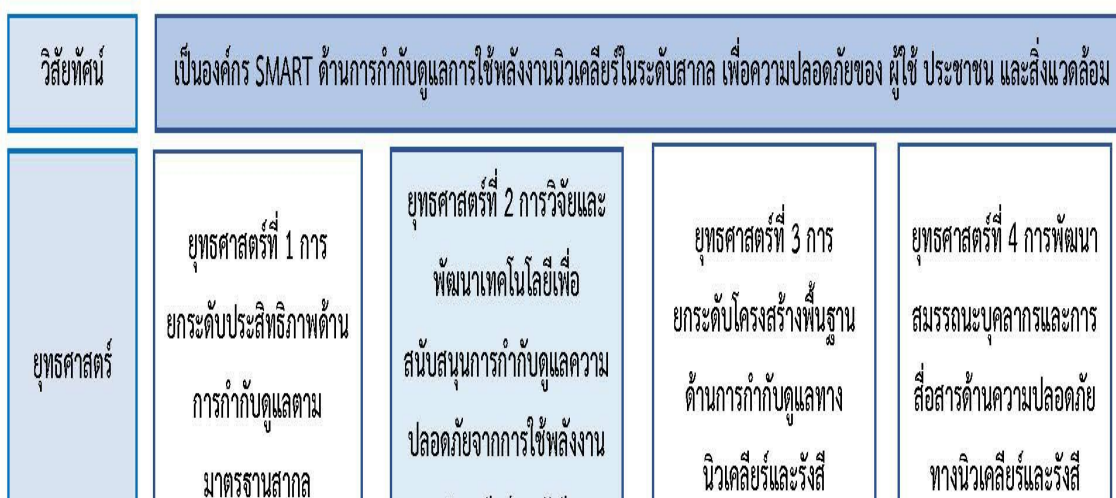 วิสัยทัศน์
เป็นองค์กร SMART ด้านการกำกับดูแลการใช้พลังงานนิวเคลียร์ในระดับสากล เพื่อความปลอดภัยของ ผู้ใช้ ประชาชน และสิ่งแวดล้อม
ยุทธศาสตร์
ยุทธศาสตร์ที่ 1 การ
ยกระดับประสิทธิภาพด้าน
การกำกับดูแลตาม
มาตรฐานสากล
ยุทธศาสตร์ที่ 2 การวิจัยและ
พัฒนาเทคโนโลยีเพื่อ
สนับสนุนการกำกับดูแลความ
ปลอดภัยจากการใช้พลังงาน
ยุทธศาสตร์ที่ 3 การ
ยกระดับโครงสร้างพื้นฐาน
ด้านการกำกับดูแลทาง
นิวเคลียร์และรังสี
ยุทธศาสตร์ที่ 4 การพัฒนา
สมรรถนะบุคลากรและการ
สื่อสารด้านความปลอดภัย
ทางนิวเคลียร์และรังสี